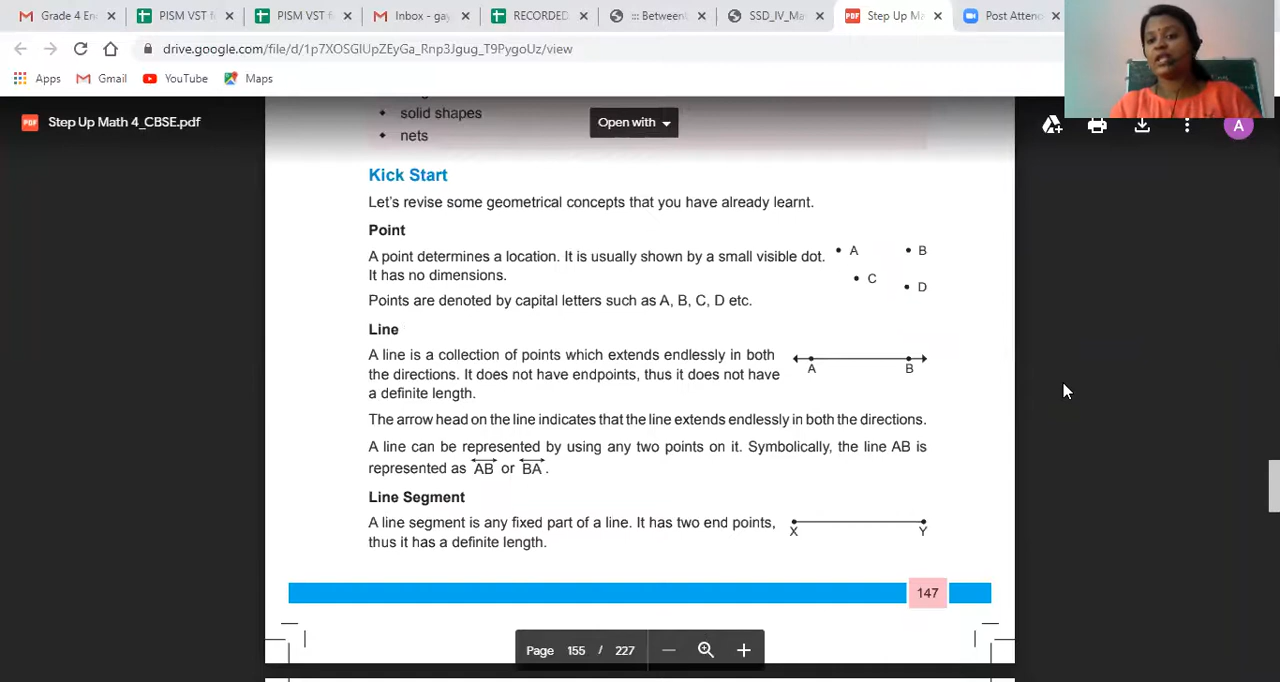 Grade 4 En
PISM VST f
PISM VST f
Inbox - gay
RECORDED
::: Between
SSD_IV_Ma
Step Up M
Post Atteno
drive.google.com/file/d/1p7XOSGIUpZEyGa_Rnp3Jgug_T9PygoUz/view
Apps
Gmail
YouTube
Maps
Step Up Math 4_CBSE.pdf
Open with
A
solid shapes
nets
Kick Start
Let's revise some geometrical concepts that you have already learnt.
Point
A point determines a location. It is usually shown by a small visible dot.
It has no dimensions.
Points are denoted by capital letters such as A, B, C, D etc.
A
B
C
D
Line
A line is a collection of points which extends endlessly in both
the directions. It does not have endpoints, thus it does not have
a definite length.
A
B
The arrow head on the line indicates that the line extends endlessly in both the directions.
A line can be represented by using any two points on it. Symbolically, the line AB is
represented as AB or BA.
Line Segment
A line segment is any fixed part of a line. It has two end points,
thus it has a definite length.
X
Y
147
Page 155 / 227